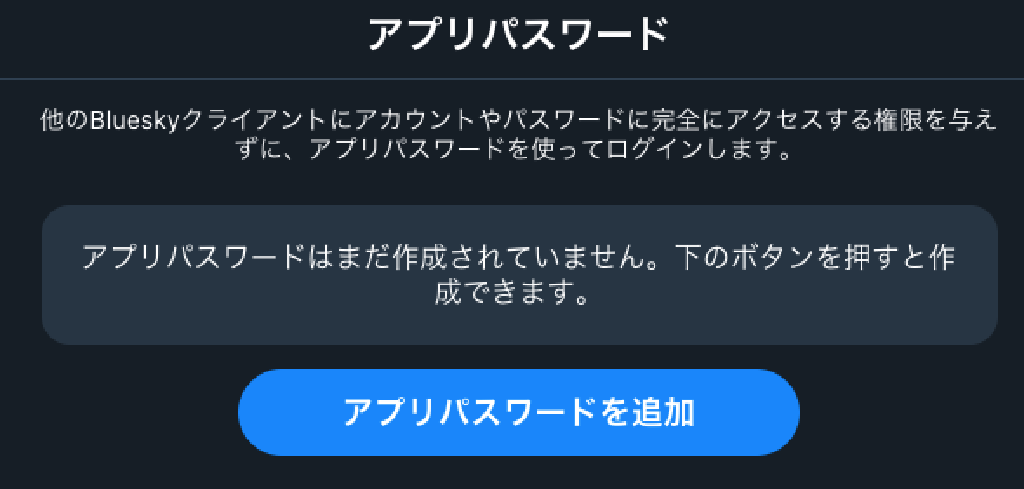 アプリパスワード
他のBlueskyクライアントにアカウントやパスワードに完全にアクセスする権限を与え
ずに、アプリパスワードを使ってログインします。
アプリパスワードはまだ作成されていません。下のボタンを押すと作
成できます。
アプリパスワードを追加